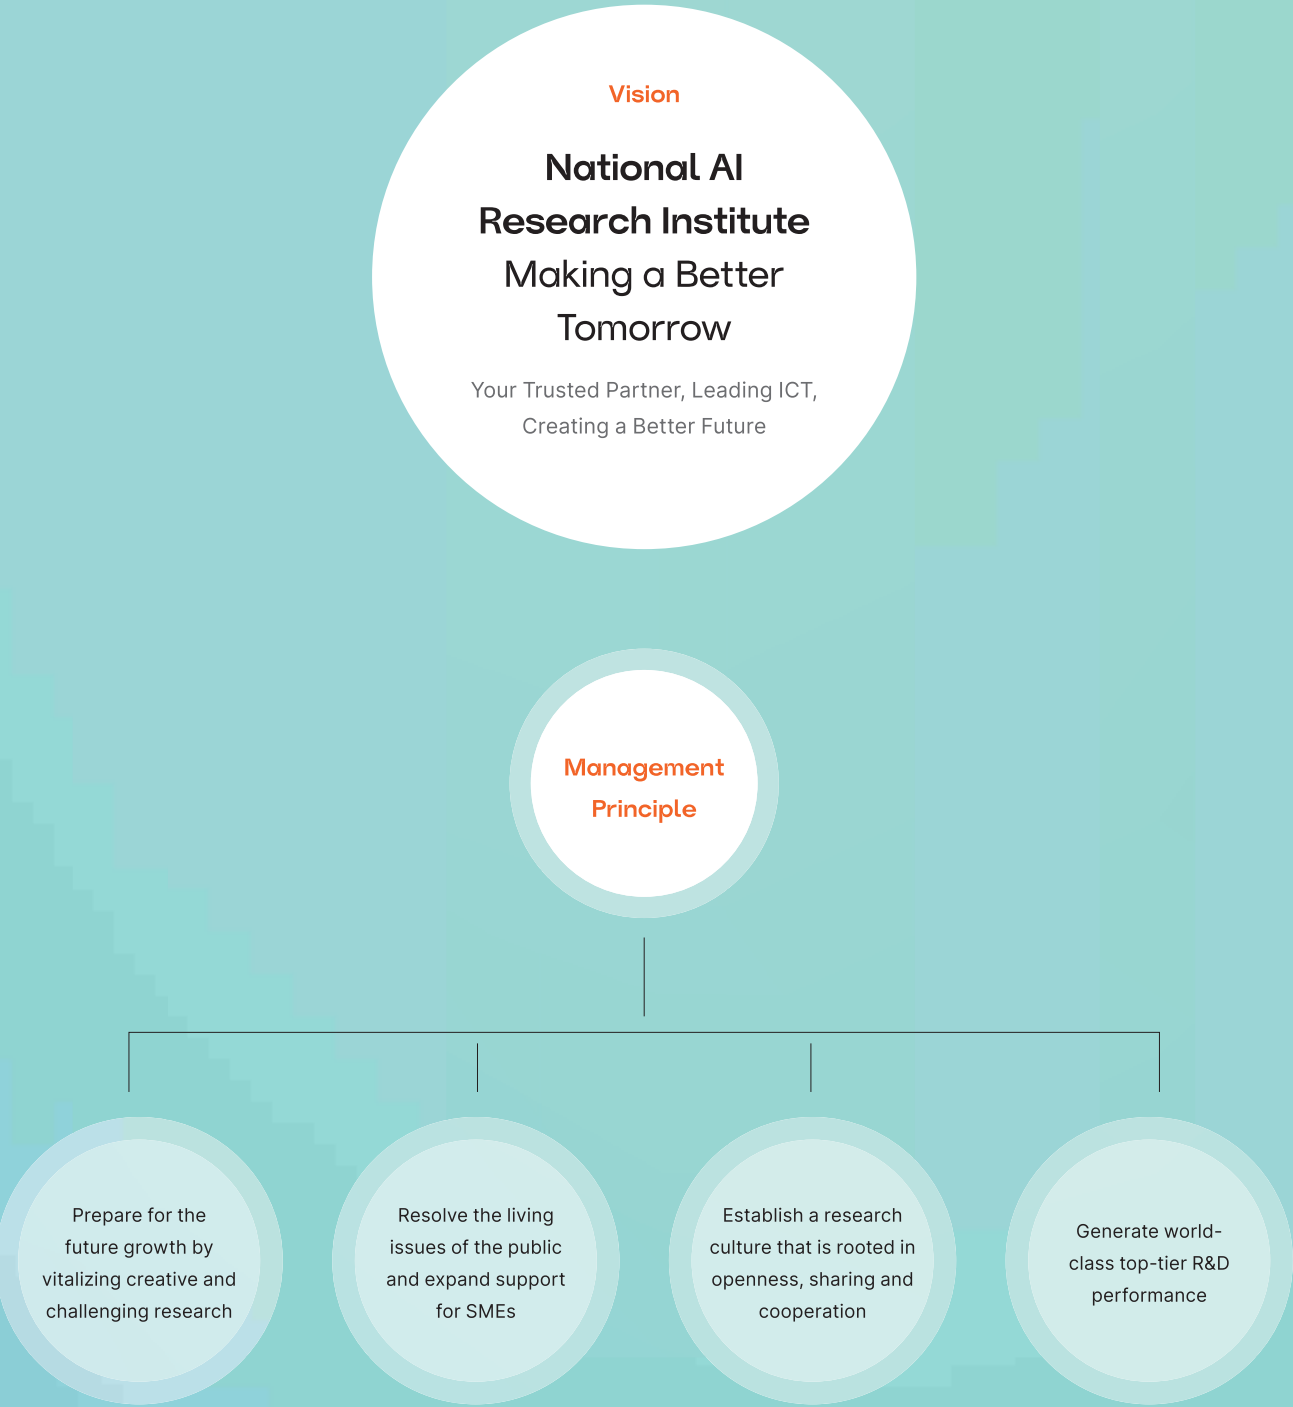 Vision
National AI
Research Institute
Making a Better
Tomorrow
Your Trusted Partner, Leading ICT,
Creating a Better Future
Management
Principle
Prepare for the
future growth by
vitalizing creative and
challenging research
Resolve the living
issues of the public
and expand support
for SMEs
Establish a research
culture that is rooted in
openness, sharing and
cooperation
Generate world-
class top-tier R&D
performance